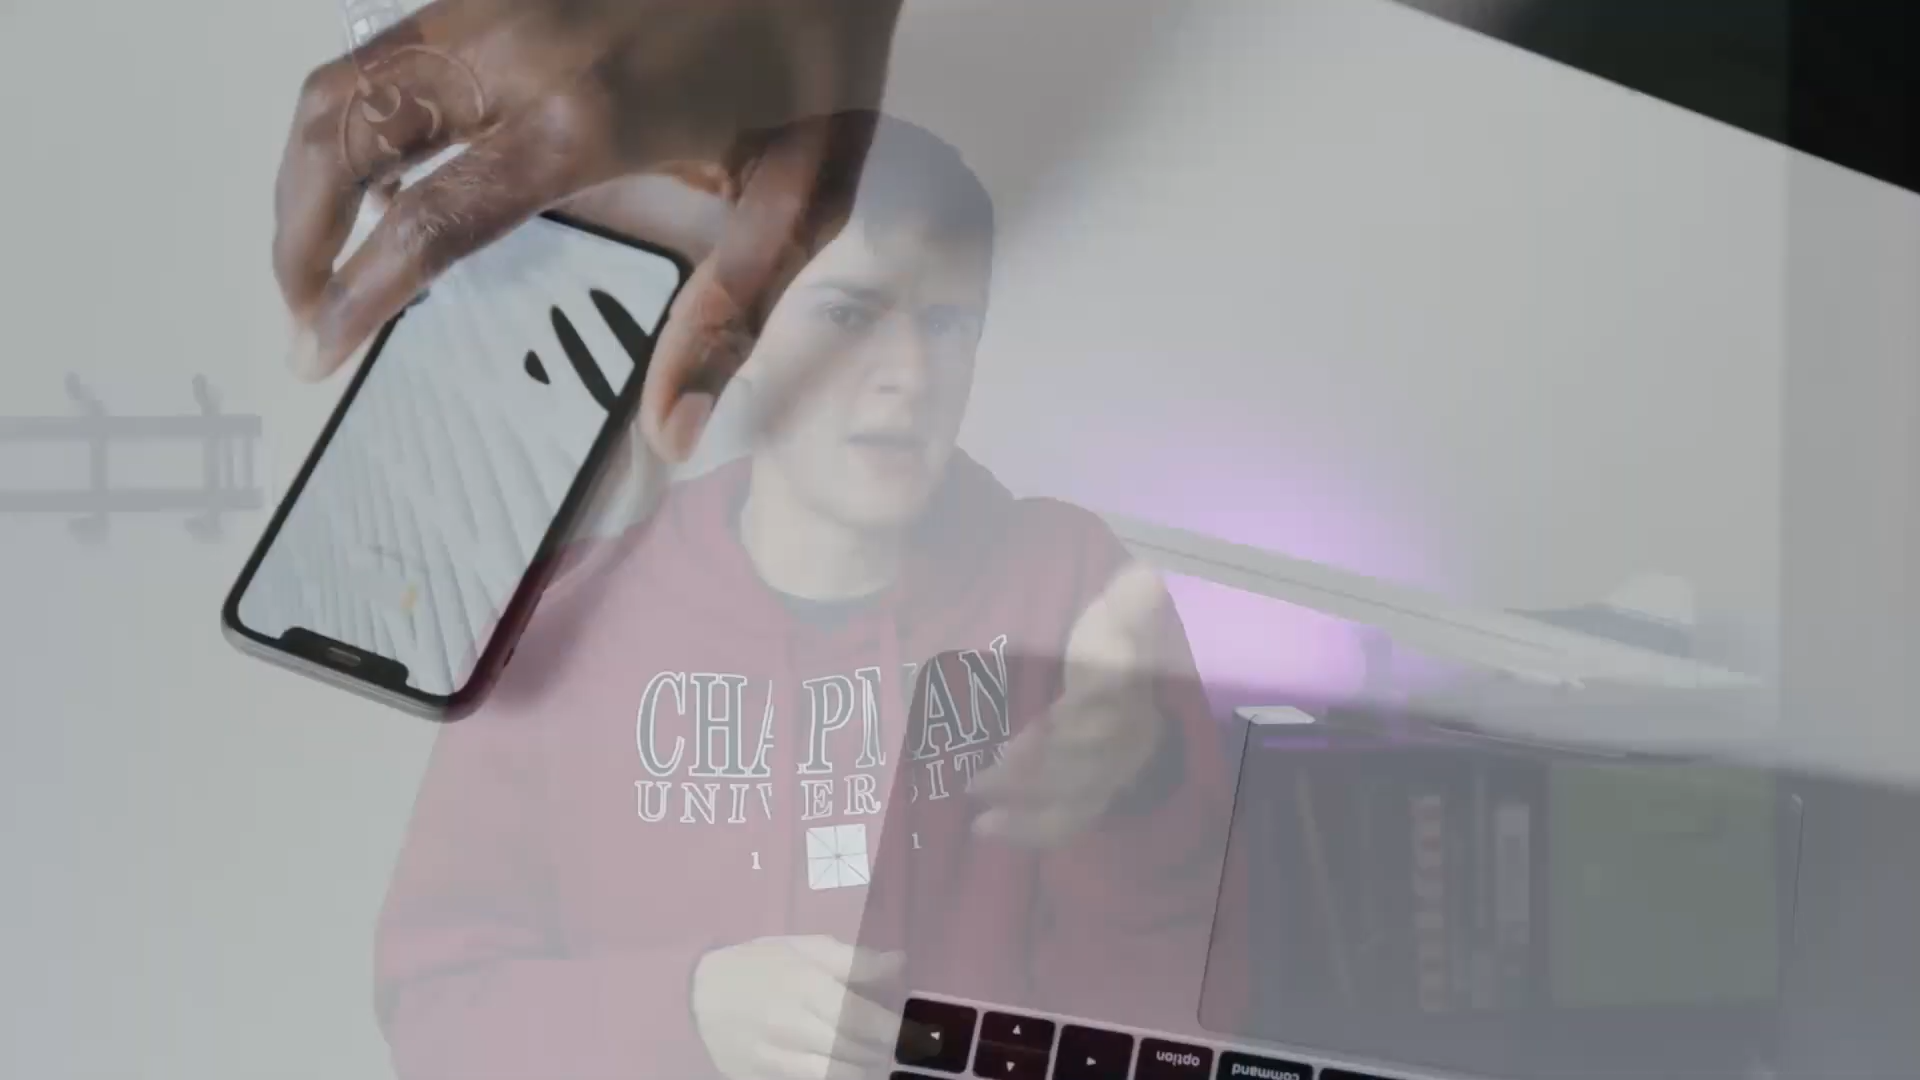 CHAPMAN
UNIVERSITY
1 1
option
command